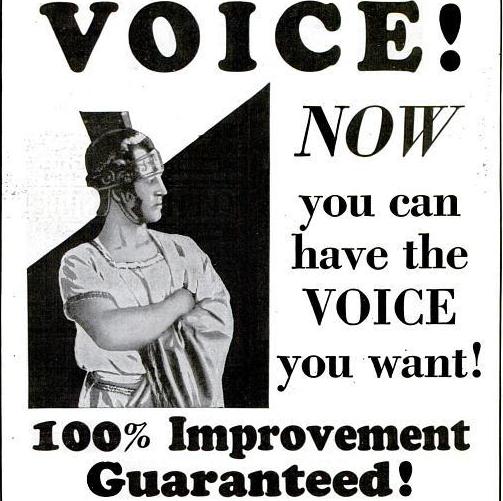 VOICE!
NOW
you can
have the
VOICE
you want!
100% Improvement
Guaranteed!